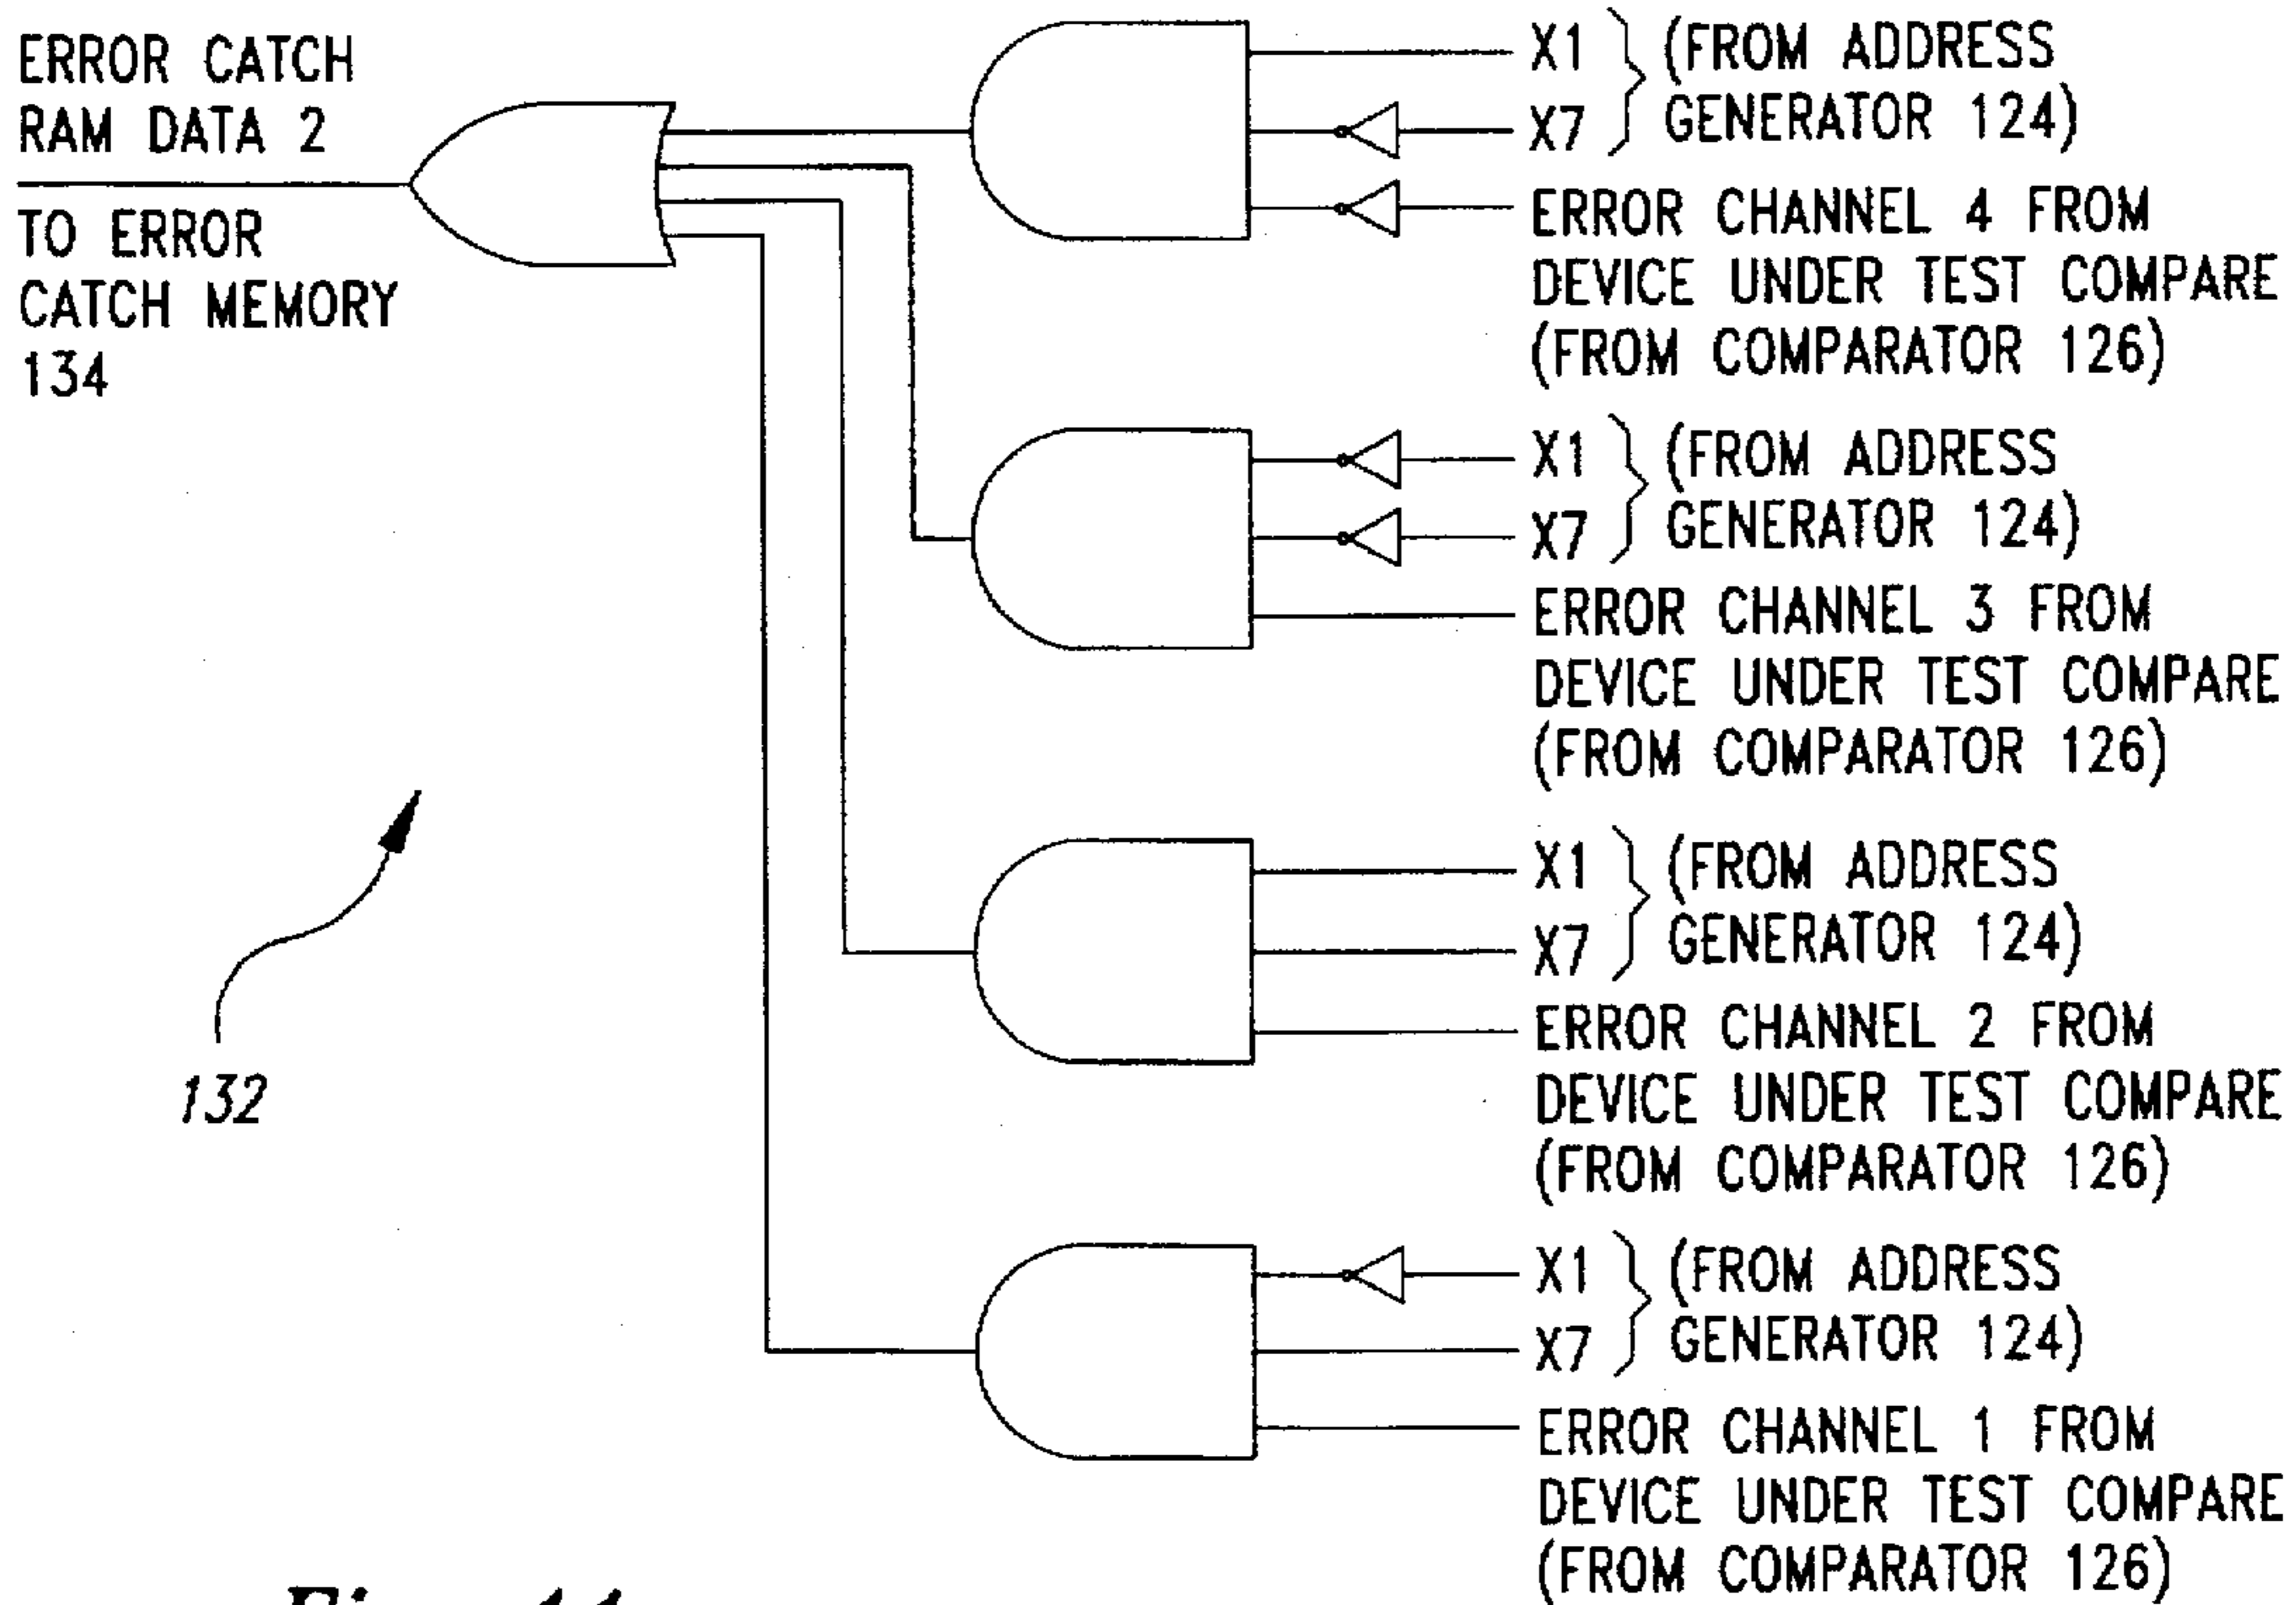 ERROR CATCH
RAM DATA 2
TO ERROR
CATCH MEMORY
134
X1
(FROM ADDRESS
X7
GENERATOR 124)
ERROR CHANNEL 4 FROM
DEVICE UNDER TEST COMPARE
(FROM COMPARATOR 126)
X1
(FROM ADDRESS
X7
GENERATOR 124)
ERROR CHANNEL 3 FROM
DEVICE UNDER TEST COMPARE
(FROM COMPARATOR 126)
X1
(FROM ADDRESS
X7
GENERATOR 124)
ERROR CHANNEL 2 FROM
DEVICE UNDER TEST COMPARE
(FROM COMPARATOR 126)
132
X1
(FROM ADDRESS
X7
GENERATOR 124)
ERROR CHANNEL 1 FROM
DEVICE UNDER TEST COMPARE
(FROM COMPARATOR 126)